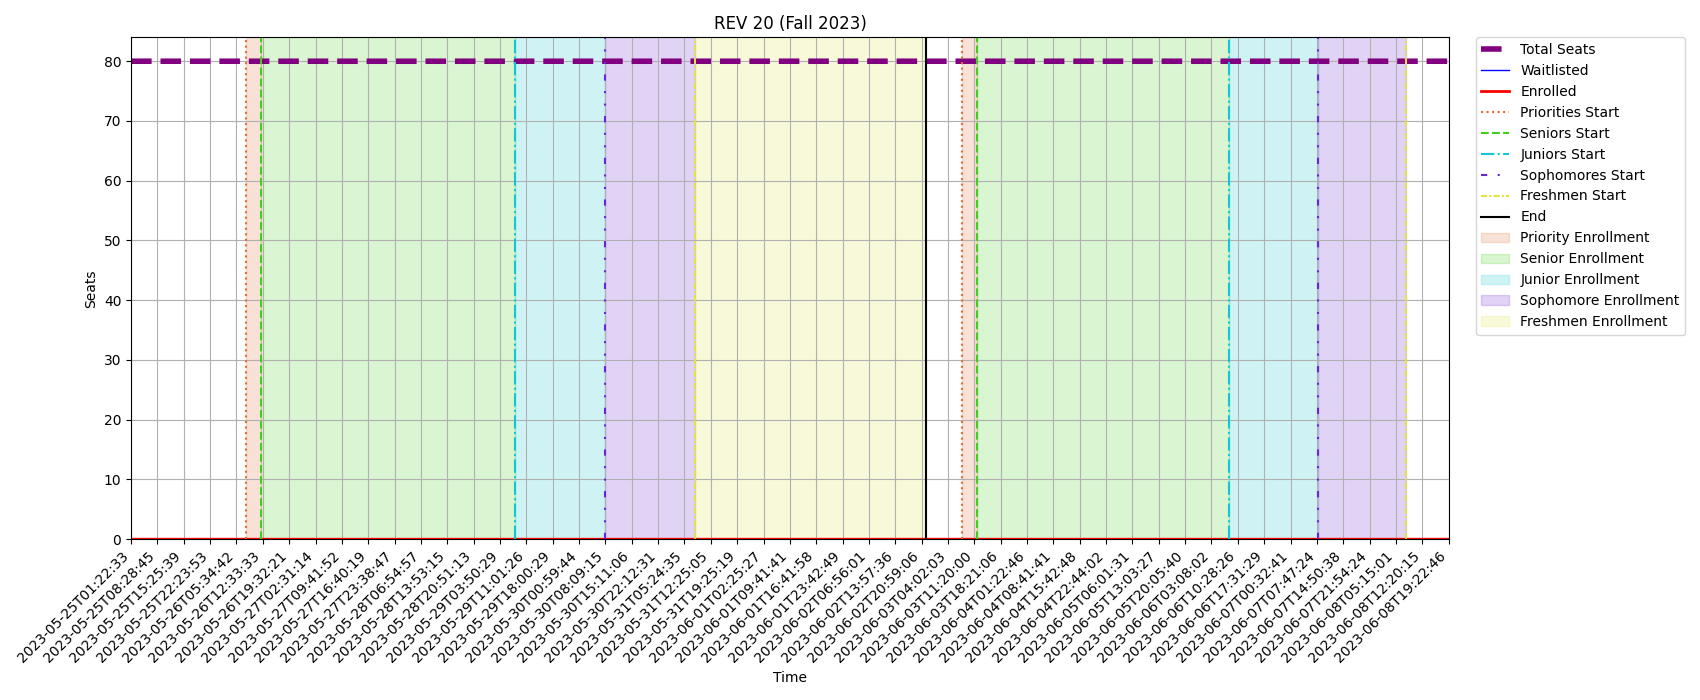 REV 20 (Fall 2023)
Seats
80
70
60
50
40
30
20
10
0
2023-05-25T01:22:33
2023-05-25T08:28:45
2023-05-25T15:25:39
2023-05-25T22:23:53
2023-05-26T05:34:42
2023-05-26T12:33:33
2023-05-26T19:32:21
2023-05-27T02:31:14
2023-05-27T09:41:52
2023-05-27T16:40:19
2023-05-27T23:38:47
2023-05-28T06:54:57
2023-05-28T13:53:15
2023-05-28T20:51:13
2023-05-29T03:50:29
2023-05-29T11:01:26
2023-05-29T18:00:29
2023-05-30T00:59:44
2023-05-30T08:09:15
2023-05-30T15:11:06
2023-05-30T22:12:31
2023-05-31T05:24:35
2023-05-31T12:25:05
2023-05-31T19:25:19
2023-06-01T02:25:27
2023-06-01T09:41:41
2023-06-01T16:41:58
2023-06-01T23:42:49
2023-06-02T06:56:01
2023-06-02T13:57:36
2023-06-02T20:59:06
2023-06-03T04:02:03
2023-06-03T11:20:00
2023-06-03T18:21:06
2023-06-04T01:22:46
2023-06-04T08:41:41
2023-06-04T15:42:48
2023-06-04T22:44:02
2023-06-05T06:01:31
2023-06-05T13:03:27
2023-06-05T20:05:40
2023-06-06T03:08:02
2023-06-06T10:28:26
2023-06-06T17:31:29
2023-06-07T00:32:41
2023-06-07T07:47:24
2023-06-07T14:50:38
2023-06-07T21:54:24
2023-06-08T05:15:01
2023-06-08T12:20:15
2023-06-08T19:22:46
Time
Total Seats
Waitlisted
Enrolled
Priorities Start
Seniors Start
Juniors Start
Sophomores Start
Freshmen Start
End
Priority Enrollment
Senior Enrollment
Junior Enrollment
Sophomore Enrollment
Freshmen Enrollment